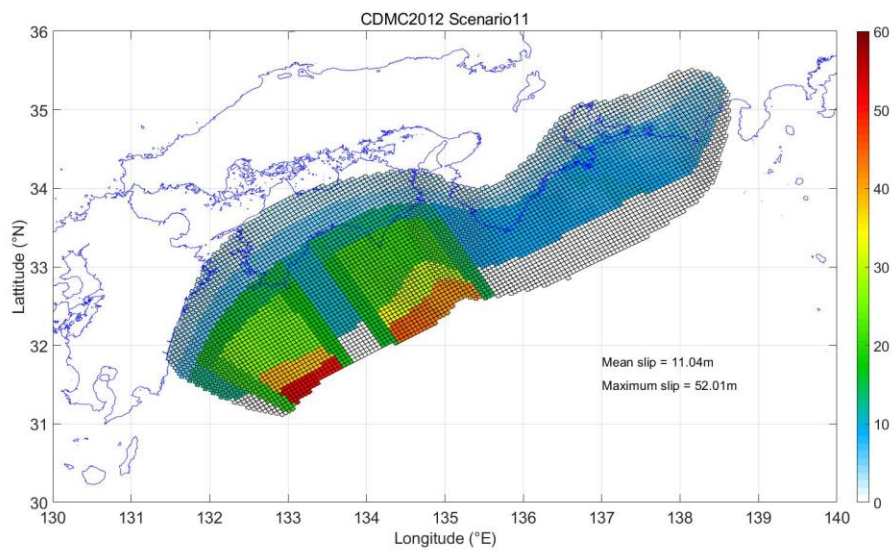 CDMC2012 Scenario11
36
35
34
33
32
31
30
Lattitude (°N)
Mean slip = 11.04m
Maximum slip = 52.01m
130 131 132 133 134 135 136 137 138 139 140
Longitude (°E)
60
50
40
30
20
10
0